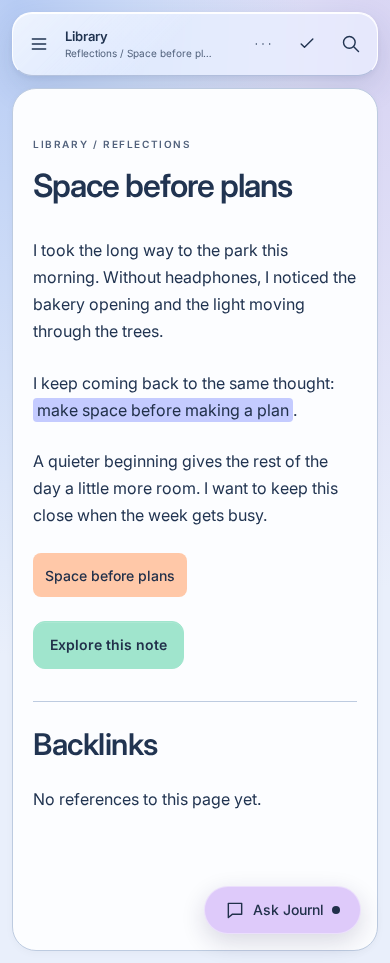 Library
Reflections / Space before pl...
...
LIBRARY / REFLECTIONS
Space before plans
I took the long way to the park this
morning. Without headphones, I noticed the
bakery opening and the light moving
through the trees.
I keep coming back to the same thought:
make space before making a plan.
A quieter beginning gives the rest of the
day a little more room. I want to keep this
close when the week gets busy.
Space before plans
Explore this note
Backlinks
No references to this page yet.
Ask Journl